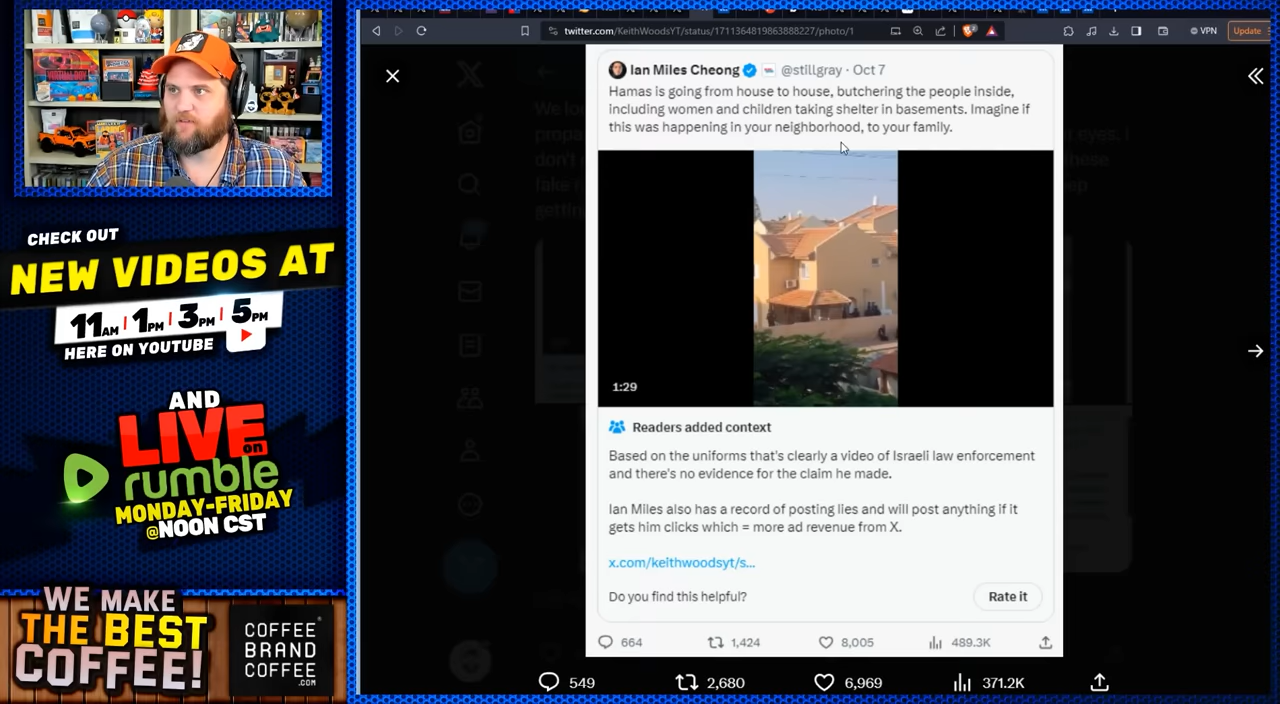 CHECK OUT
NEW VIDEOS AT
11AM | 1PM | 3PM | 5PM
HERE ON YOUTUBE
AND
LIVE on
rumble
MONDAY-FRIDAY
@NOON CST
WE MAKE
THE BEST
COFFEE!
COFFEE
BRAND
COFFEE
.COM
twitter.com/KeithWoodsYT/status/1711364819863888227/photo/1
VPN
Update
Ian Miles Cheong @stillgray · Oct 7
Hamas is going from house to house, butchering the people inside,
including women and children taking shelter in basements. Imagine if
this was happening in your neighborhood, to your family.
1:29
Readers added context
Based on the uniforms that's clearly a video of Israeli law enforcement
and there's no evidence for the claim he made.
Ian Miles also has a record of posting lies and will post anything if it
gets him clicks which = more ad revenue from X.
x.com/keithwoodsyt/s...
Do you find this helpful?
Rate it
664 1,424 8,005 489.3K
549 2,680 6,969 371.2K